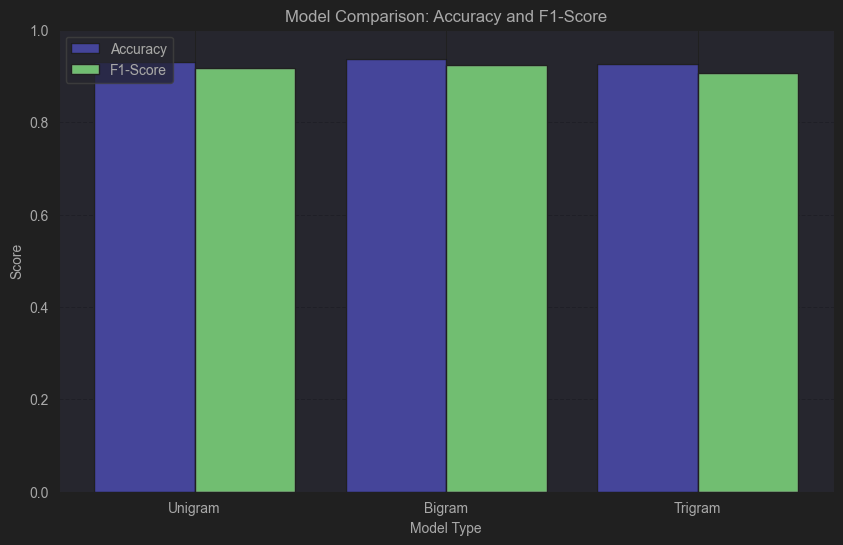 Model Comparison: Accuracy and F1-Score
Accuracy
F1-Score
1.0
0.8
0.6
0.4
0.2
0.0
Score
Unigram
Bigram
Trigram
Model Type